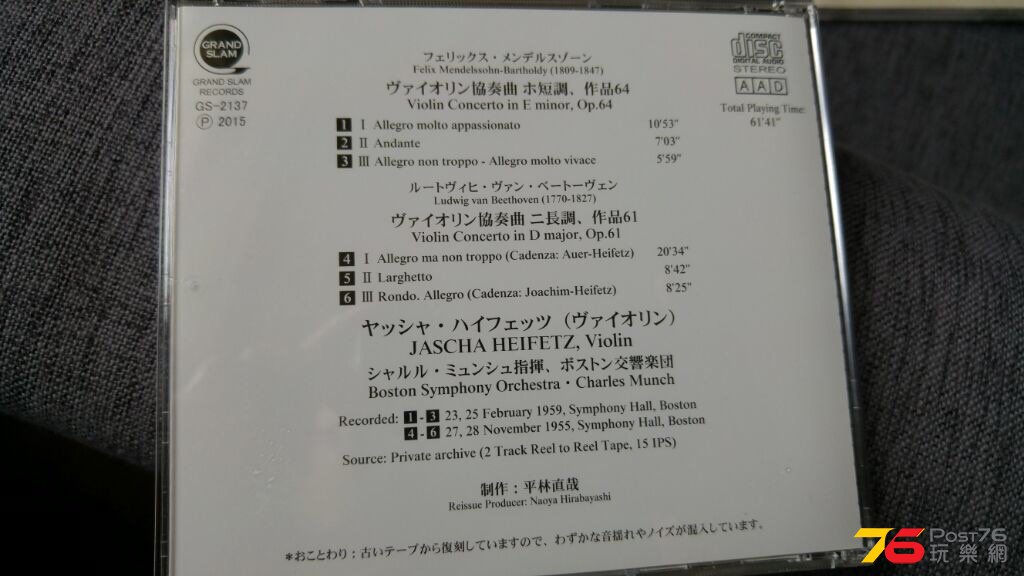 GRAND
SLAM
GRAND SLAM
RECORDS
GS-2137
Ⓟ 2015
COMPACT
disc
DIGITAL AUDIO
STEREO
AAD
Total Playing Time:
61'41"
フェリックス・メンデルスゾーン
Felix Mendelssohn-Bartholdy (1809-1847)
ヴァイオリン協奏曲 ホ短調、作品64
Violin Concerto in E minor, Op.64
1 Ⅰ Allegro molto appassionato 10'53"
2 Ⅱ Andante 7'03"
3 Ⅲ Allegro non troppo - Allegro molto vivace 5'59"
ルートヴィヒ・ヴァン・ベートーヴェン
Ludwig van Beethoven (1770-1827)
ヴァイオリン協奏曲 ニ長調、作品61
Violin Concerto in D major, Op.61
4 Ⅰ Allegro ma non troppo (Cadenza: Auer-Heifetz) 20'34"
5 Ⅱ Larghetto 8'42"
6 Ⅲ Rondo. Allegro (Cadenza: Joachim-Heifetz) 8'25"
ヤッシャ・ハイフェッツ（ヴァイオリン）
JASCHA HEIFETZ, Violin
シャルル・ミュンシュ指揮、ボストン交響楽団
Boston Symphony Orchestra・Charles Munch
Recorded: 1 - 3 23, 25 February 1959, Symphony Hall, Boston
4 - 6 27, 28 November 1955, Symphony Hall, Boston
Source: Private archive (2 Track Reel to Reel Tape, 15 IPS)
制作：平林直哉
Reissue Producer: Naoya Hirabayashi
*おことわり：古いテープから復刻していますので、わずかな音揺れやノイズが混入しています。
76 Post76
玩樂網